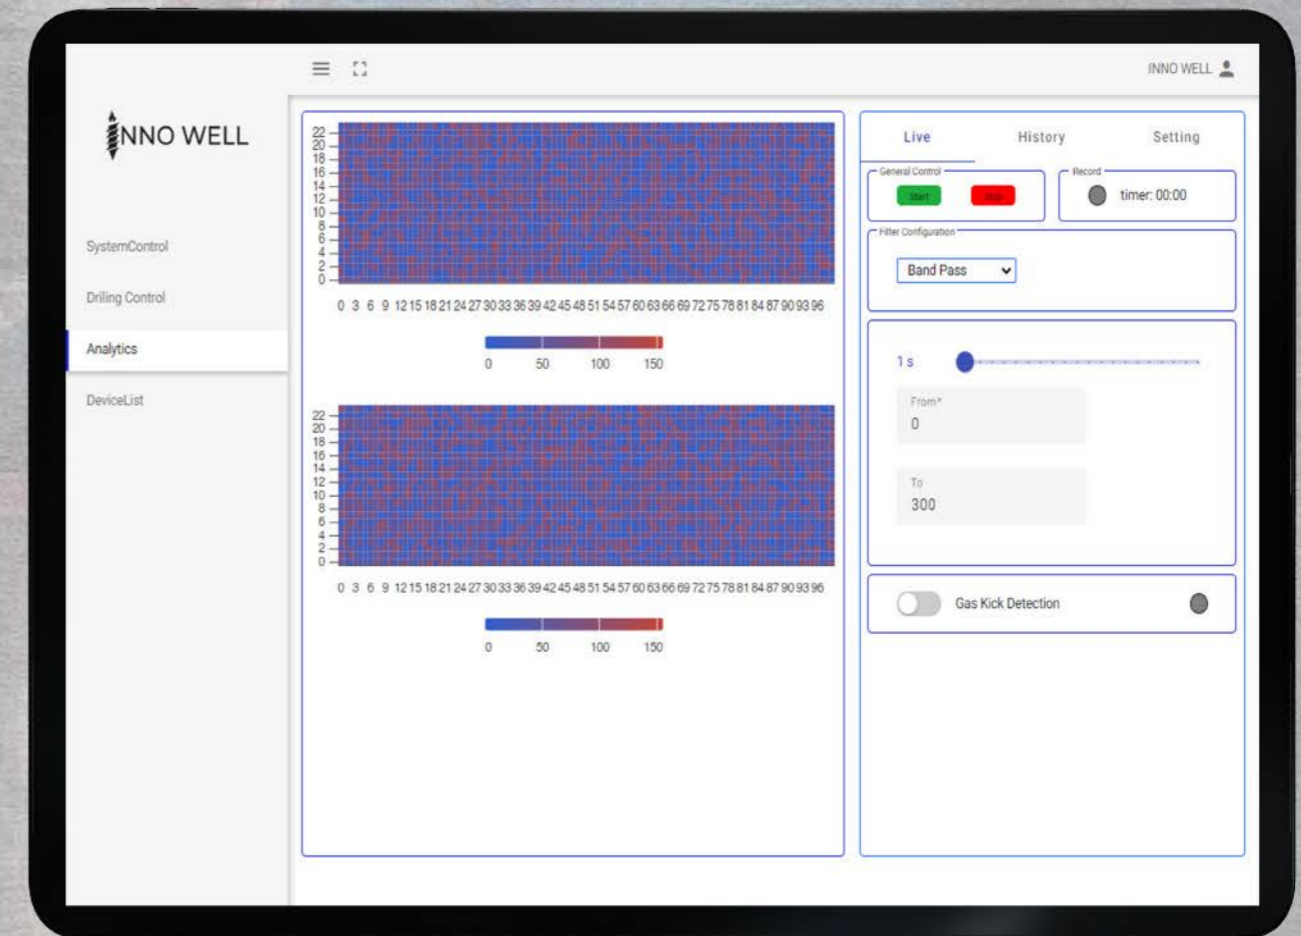 INNO WELL
INNO WELL
SystemControl
Driling Control
Analytics
DeviceList
22
20
18
16
14
12
10
8
6
4
2
0
0 3 6 9 12 15 18 21 24 27 30 33 36 39 42 45 48 51 54 57 60 63 66 69 72 75 78 81 84 87 90 93 96
0 50 100 150
22
20
18
16
14
12
10
8
6
4
2
0
0 3 6 9 12 15 18 21 24 27 30 33 36 39 42 45 48 51 54 57 60 63 66 69 72 75 78 81 84 87 90 93 96
0 50 100 150
Live History Setting
General Control
Start Stop
Record
timer: 00:00
Filter Configuration
Band Pass
1 s
From*
0
To
300
Gas Kick Detection